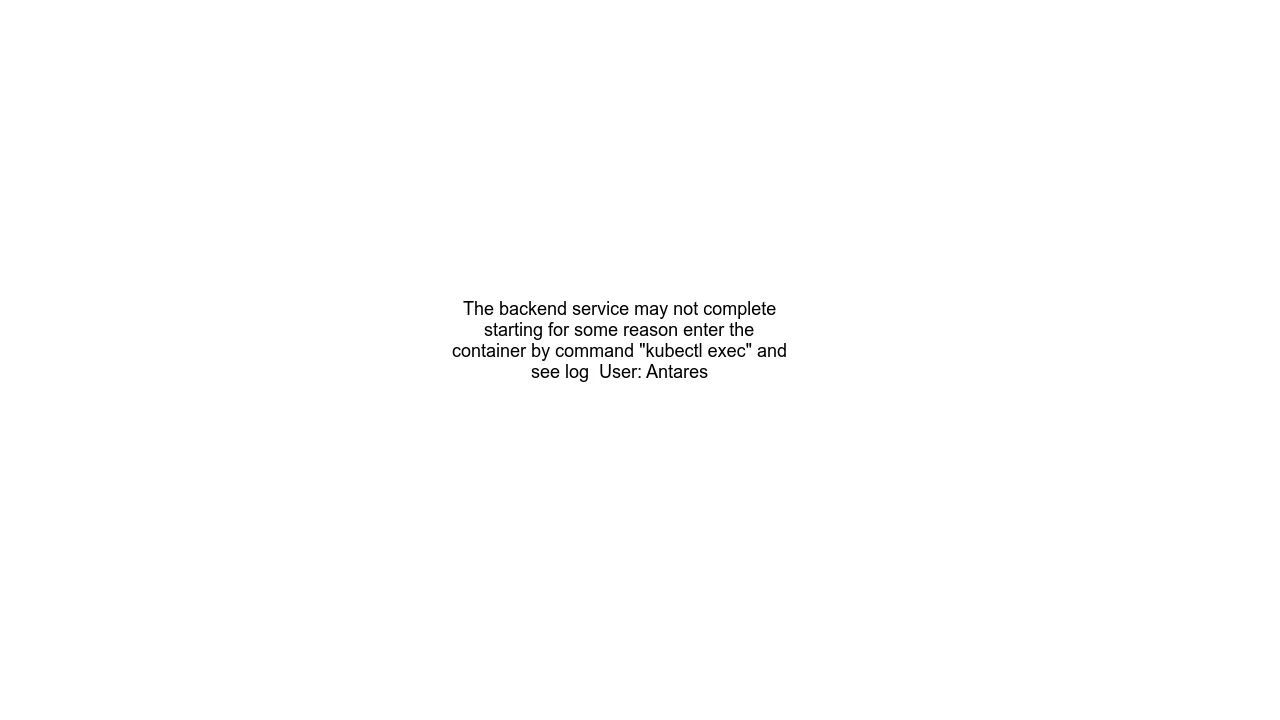 The backend service may not complete
starting for some reason enter the
container by command "kubectl exec" and
see log  User: Antares